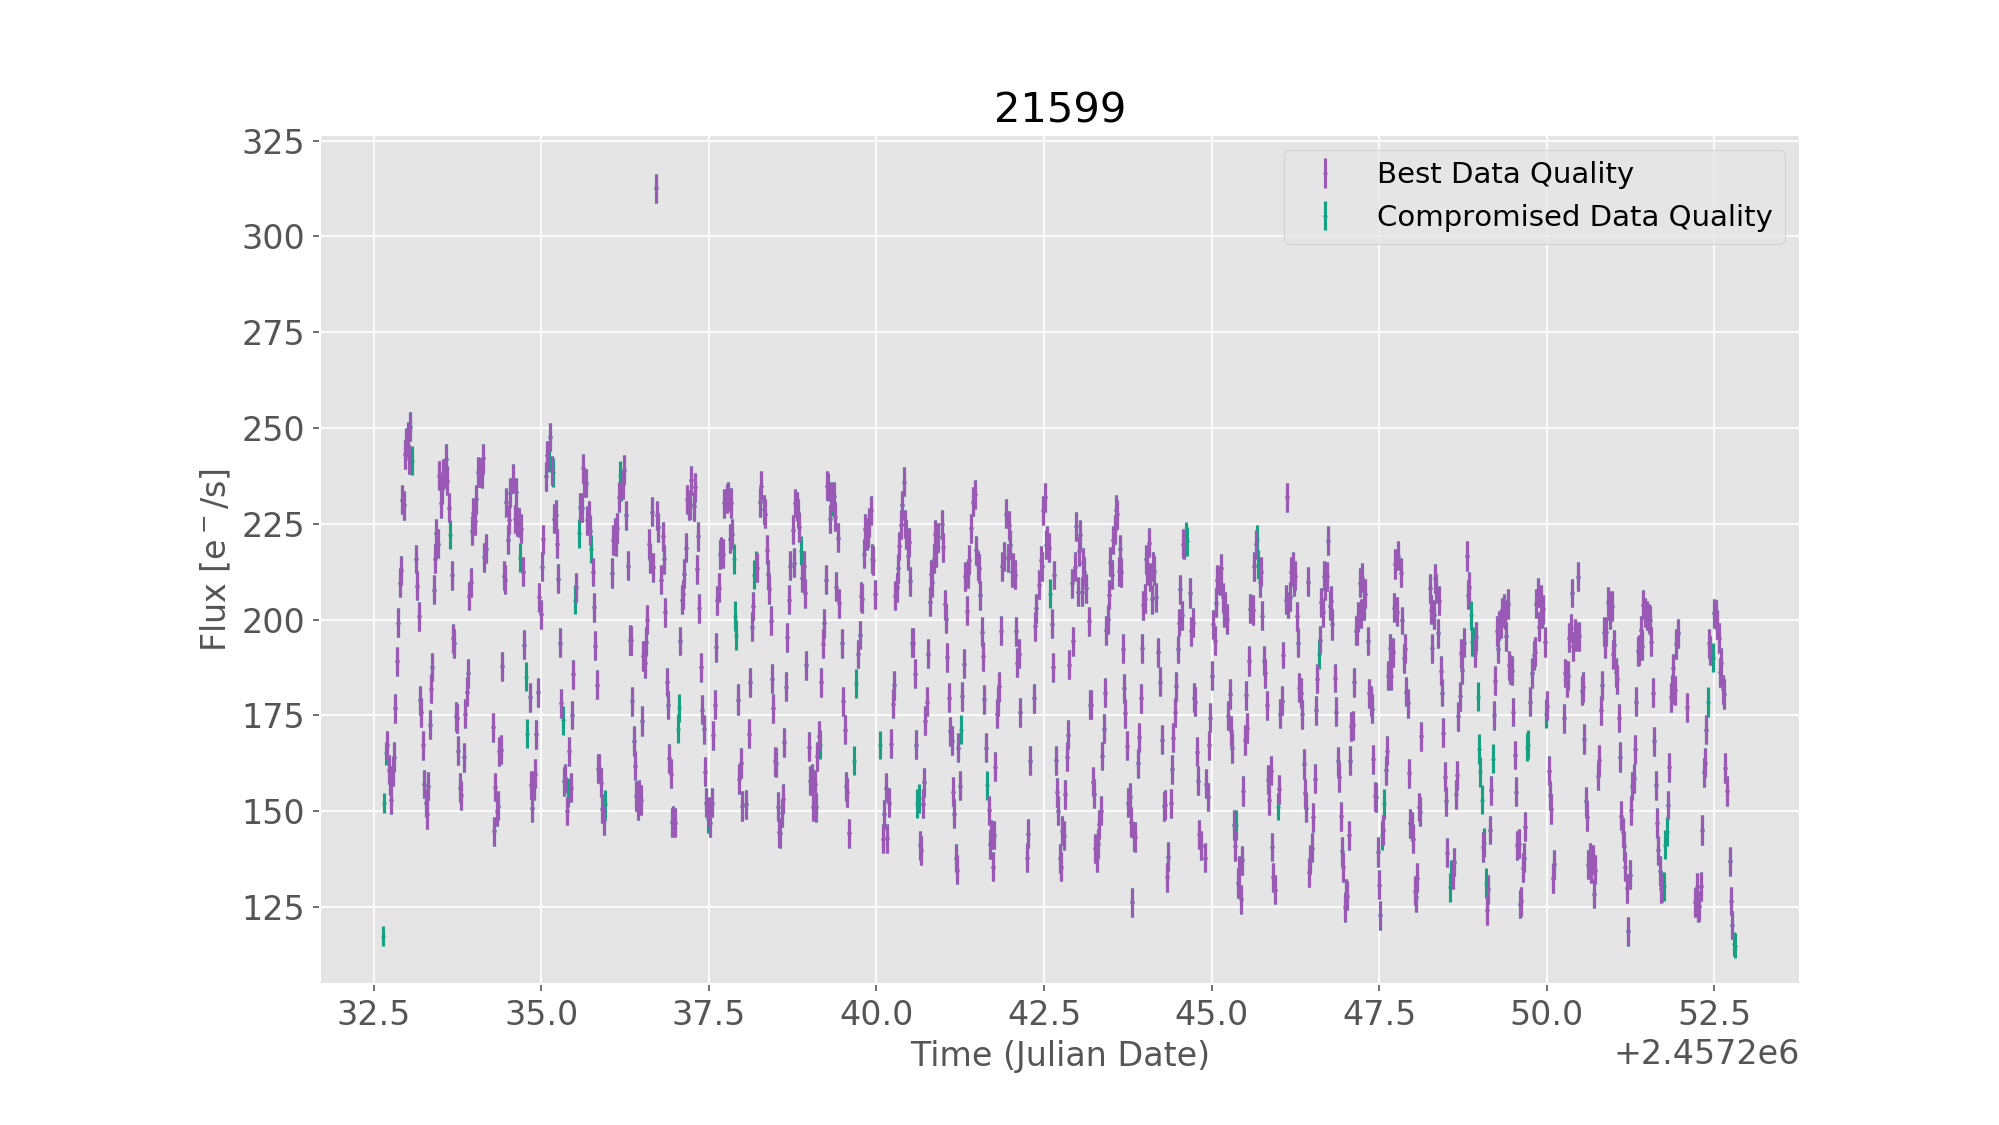 21599
325
300
275
250
225
200
175
150
125
Flux [e⁻/s]
Best Data Quality
Compromised Data Quality
32.5 35.0 37.5 40.0 42.5 45.0 47.5 50.0 52.5
Time (Julian Date)
+2.4572e6